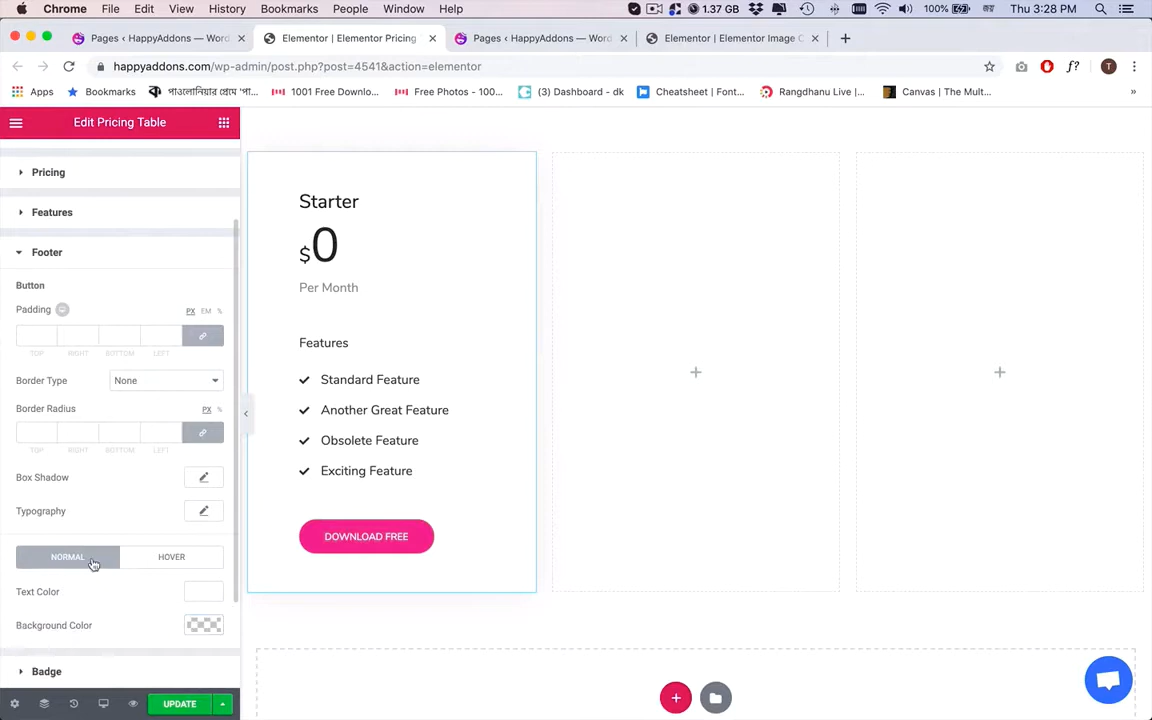 Chrome File Edit View History Bookmarks People Window Help 1.37 GB 100% Thu 3:28 PM
Pages ‹ HappyAddons — Word
Elementor | Elementor Pricing
Pages ‹ HappyAddons — Word
Elementor | Elementor Image C
happyaddons.com/wp-admin/post.php?post=4541&action=elementor
f?
T
Apps Bookmarks পাওলোনিয়ার প্রেমে 'প... 1001 Free Downlo... Free Photos - 100... (3) Dashboard - dk Cheatsheet | Font... Rangdhanu Live |... Canvas | The Mult... »
Edit Pricing Table
Pricing
Features
Footer
Button
Padding PX EM %
TOP RIGHT BOTTOM LEFT
Border Type None
Border Radius PX %
TOP RIGHT BOTTOM LEFT
Box Shadow
Typography
NORMAL HOVER
Text Color
Background Color
Badge
UPDATE
Starter
$0
Per Month
Features
Standard Feature
Another Great Feature
Obsolete Feature
Exciting Feature
DOWNLOAD FREE